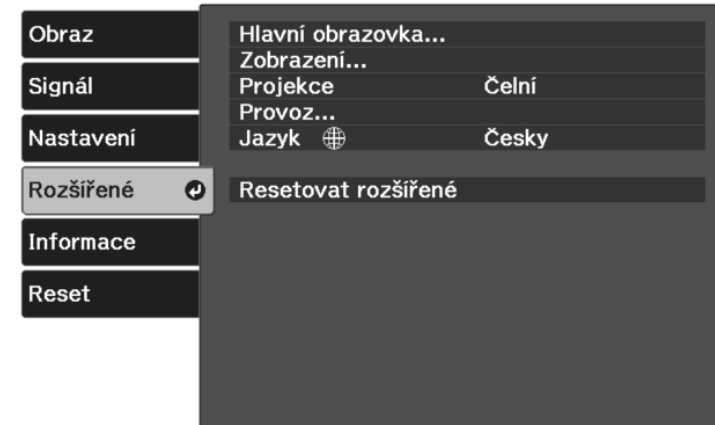 Obraz
Signál
Nastavení
Rozšířené
Informace
Reset
Hlavní obrazovka...
Zobrazení...
Projekce Čelní
Provoz...
Jazyk Česky
Resetovat rozšířené